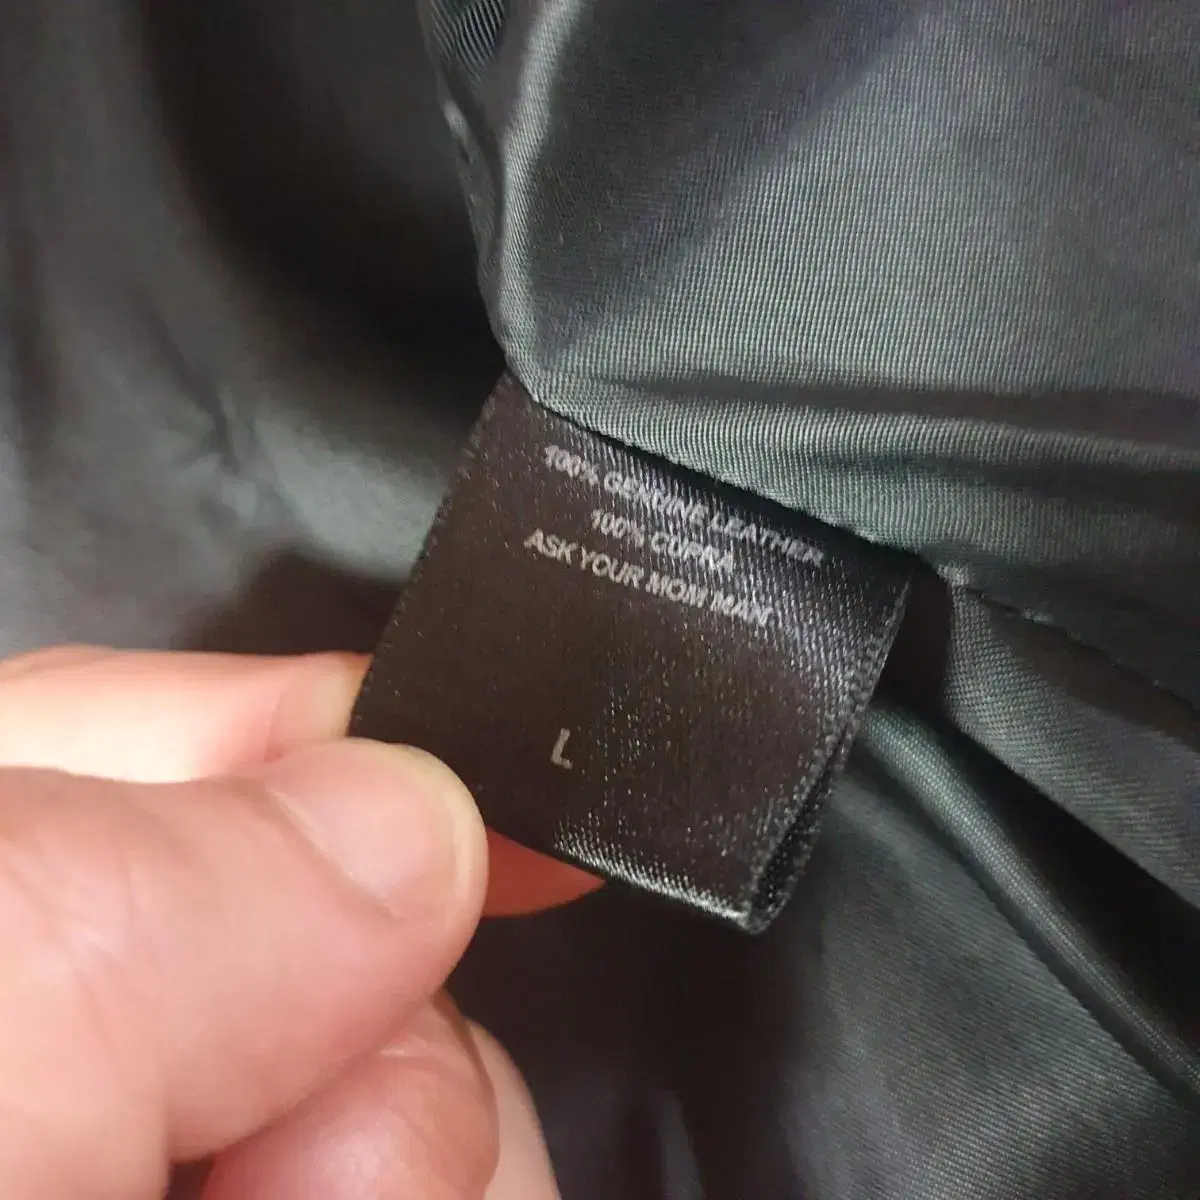 100% GENUINE LEATHER
100% CUPRA
ASK YOUR MOM MAN.
L